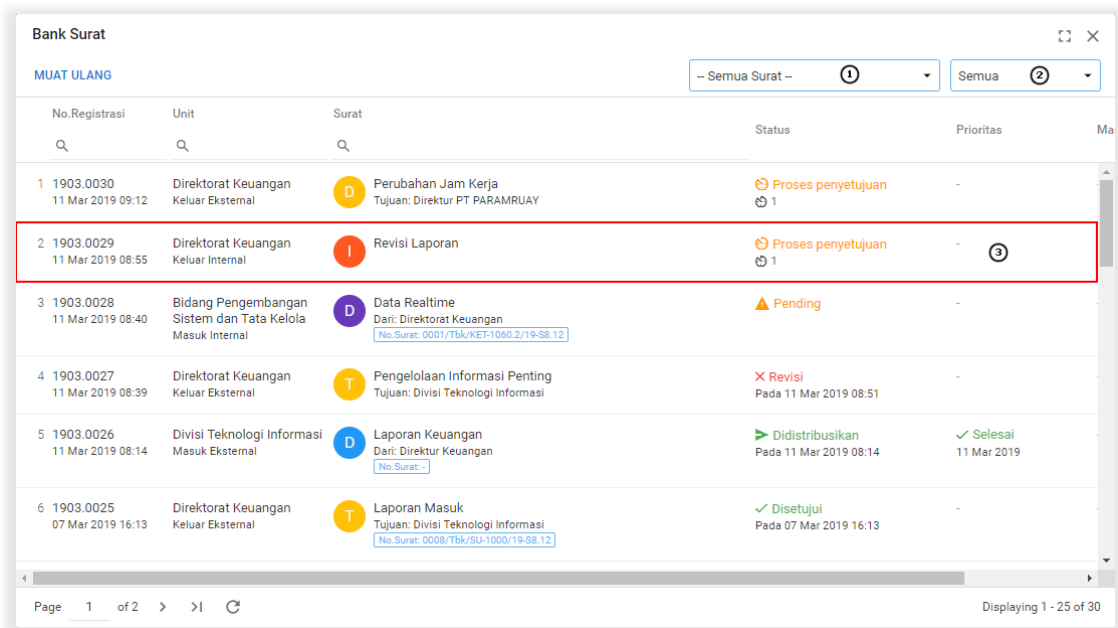 Bank Surat
MUAT ULANG
-- Semua Surat -- 1
Semua 2
No.Registrasi Unit Surat Status Prioritas Ma
1 1903.0030 Direktorat Keuangan D Perubahan Jam Kerja Proses penyetujuan -
11 Mar 2019 09:12 Keluar Eksternal Tujuan: Direktur PT PARAMRUAY 1
2 1903.0029 Direktorat Keuangan I Revisi Laporan Proses penyetujuan - 3
11 Mar 2019 08:55 Keluar Internal 1
3 1903.0028 Bidang Pengembangan D Data Realtime Pending -
11 Mar 2019 08:40 Sistem dan Tata Kelola Dari: Direktorat Keuangan
Masuk Internal No.Surat: 0001/Tbk/KET-1060.2/19-S8.12
4 1903.0027 Direktorat Keuangan T Pengelolaan Informasi Penting Revisi -
11 Mar 2019 08:39 Keluar Eksternal Tujuan: Divisi Teknologi Informasi Pada 11 Mar 2019 08:51
5 1903.0026 Divisi Teknologi Informasi D Laporan Keuangan Didistribusikan Selesai
11 Mar 2019 08:14 Masuk Eksternal Dari: Direktur Keuangan Pada 11 Mar 2019 08:14 11 Mar 2019
No.Surat: -
6 1903.0025 Direktorat Keuangan T Laporan Masuk Disetujui -
07 Mar 2019 16:13 Keluar Eksternal Tujuan: Divisi Teknologi Informasi Pada 07 Mar 2019 16:13
No.Surat: 0008/Tbk/SU-1000/19-S8.12
Page 1 of 2 Displaying 1 - 25 of 30